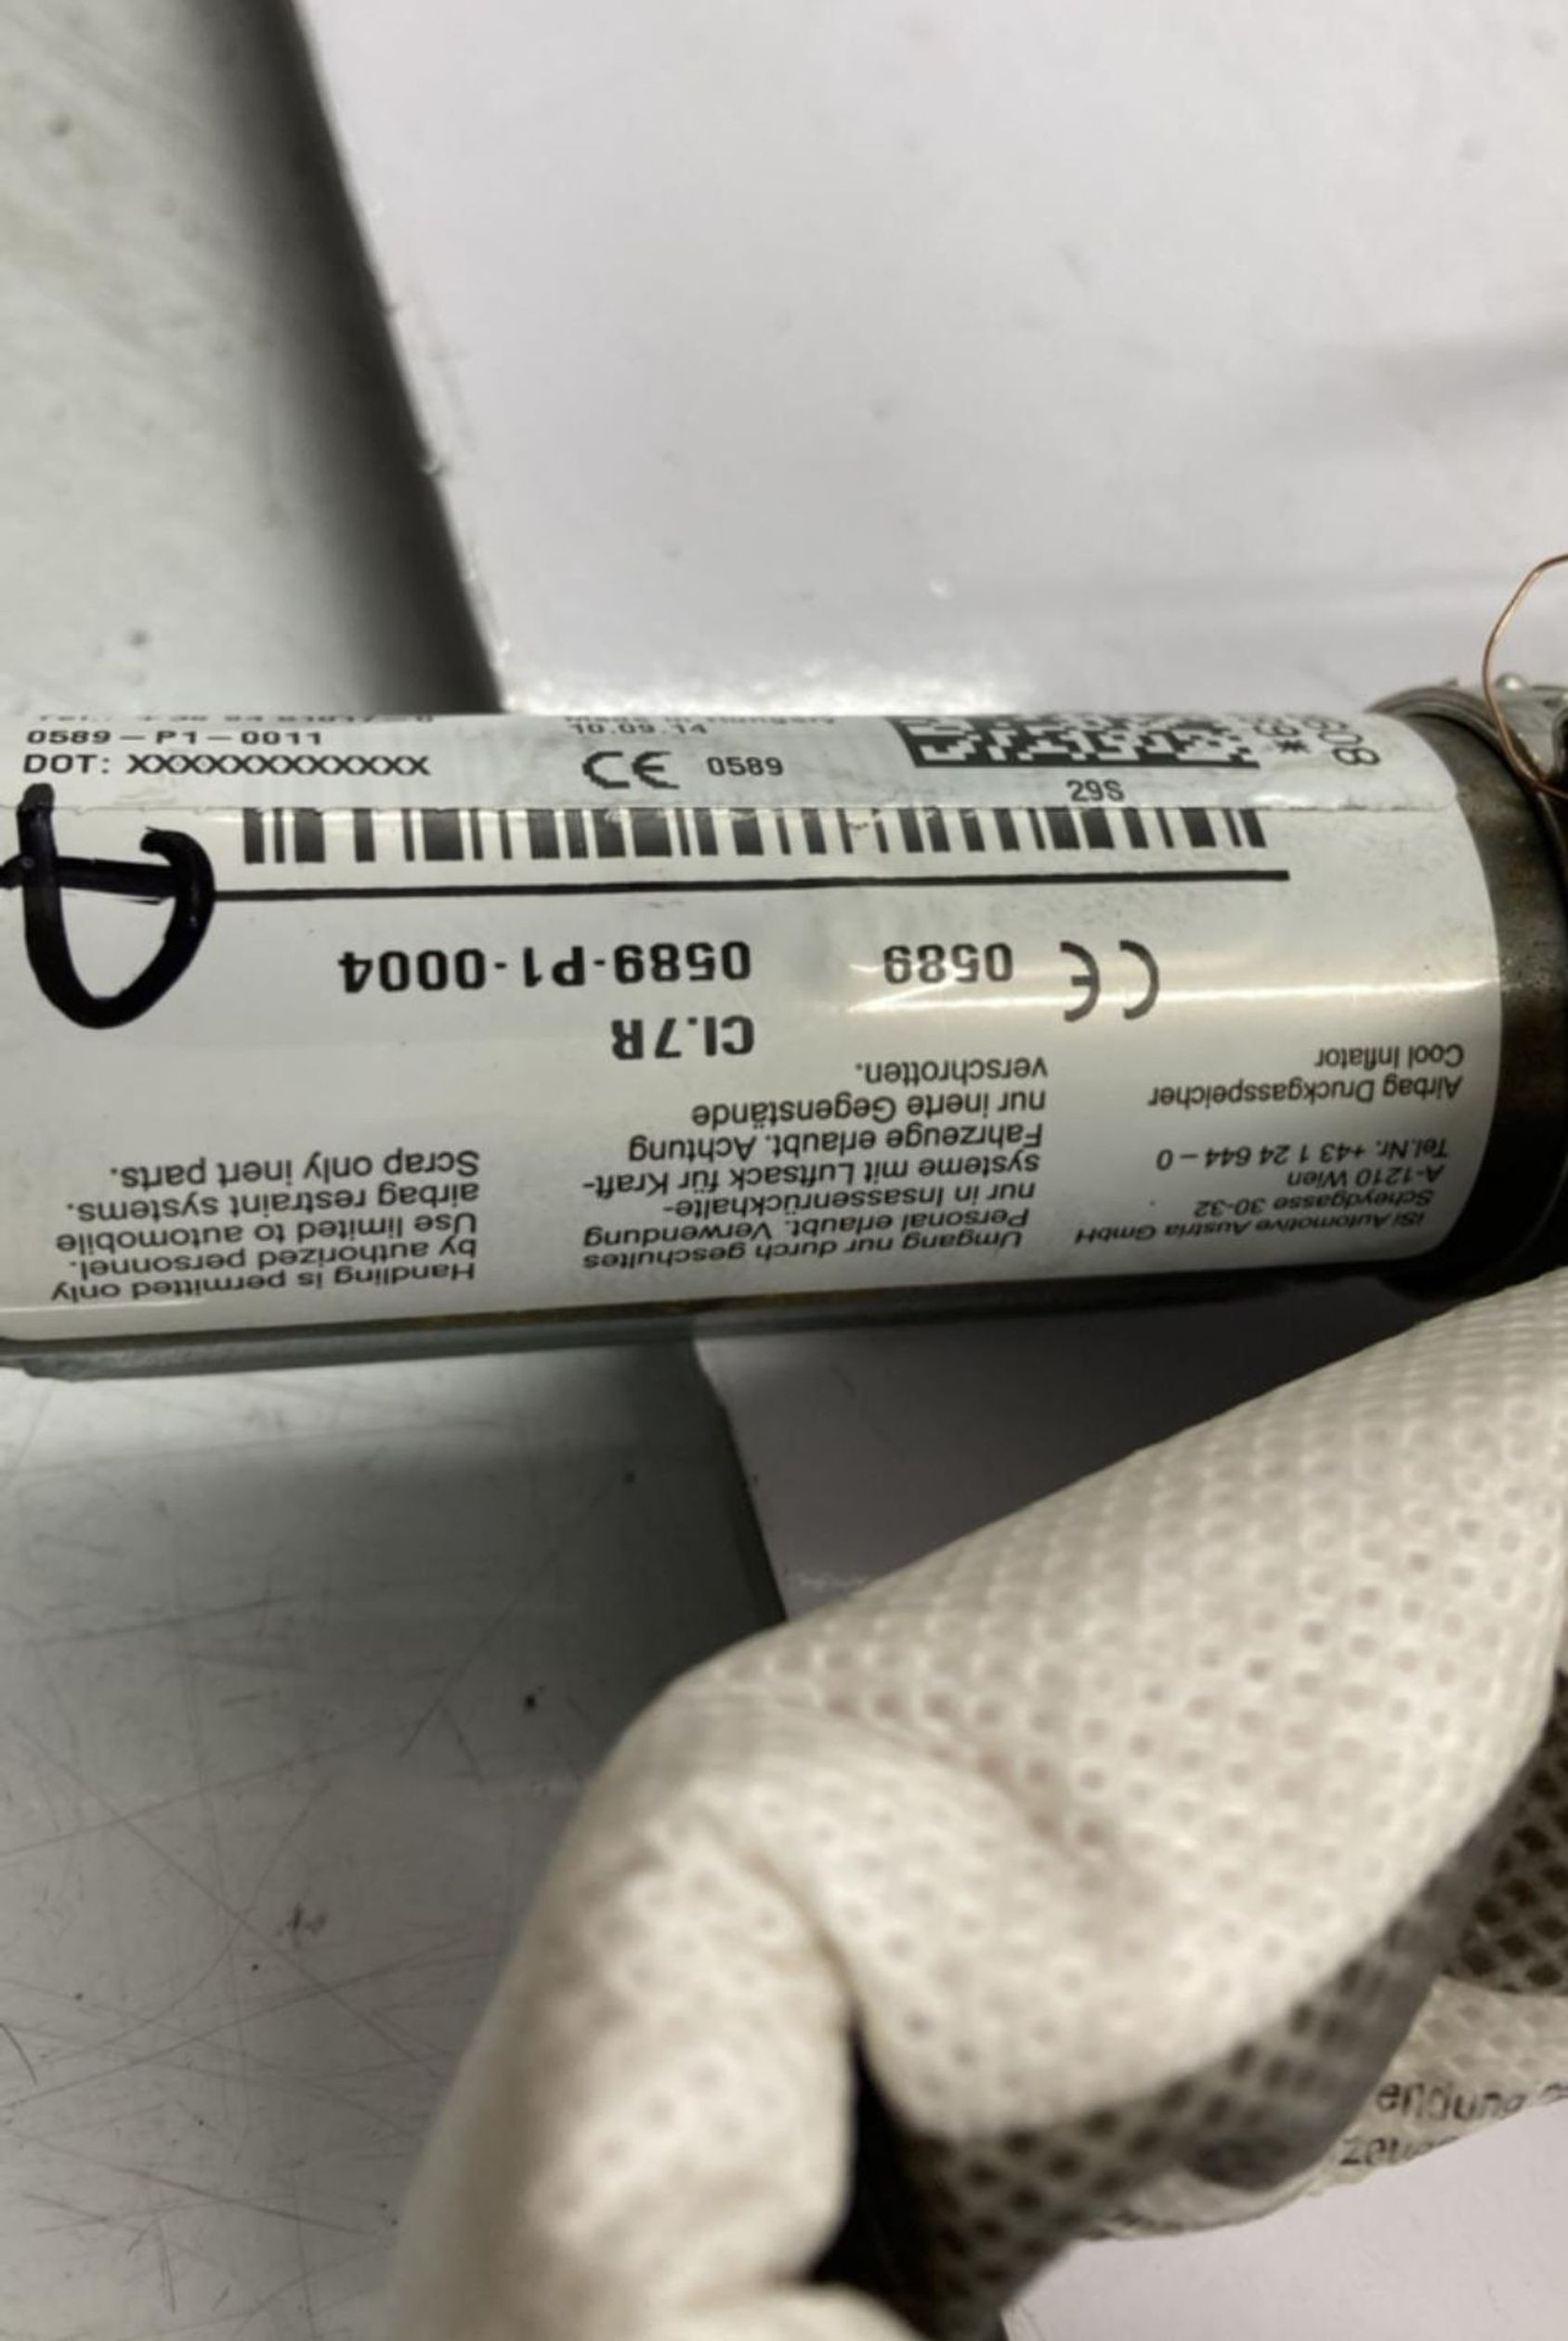 0589-P1-0011
DOT: XXXXXXXXXXXXX
10.09.14
CE 0589
29S
CE 0589 0589-P1-0004
CI.7R
iSi Automotive Austria GmbH
Scheydgasse 30-32
A-1210 Wien
Tel.Nr. +43 1 24 644-0
Airbag Druckgasspeicher
Cool Inflator
Umgang nur durch geschultes
Personal erlaubt. Verwendung
nur in Insassenrückhalte-
systeme mit Luftsack für Kraft-
Fahrzeuge erlaubt. Achtung
nur inerte Gegenstände
verschrotten.
Handling is permitted only
by authorized personnel.
Use limited to automobile
airbag restraint systems.
Scrap only inert parts.